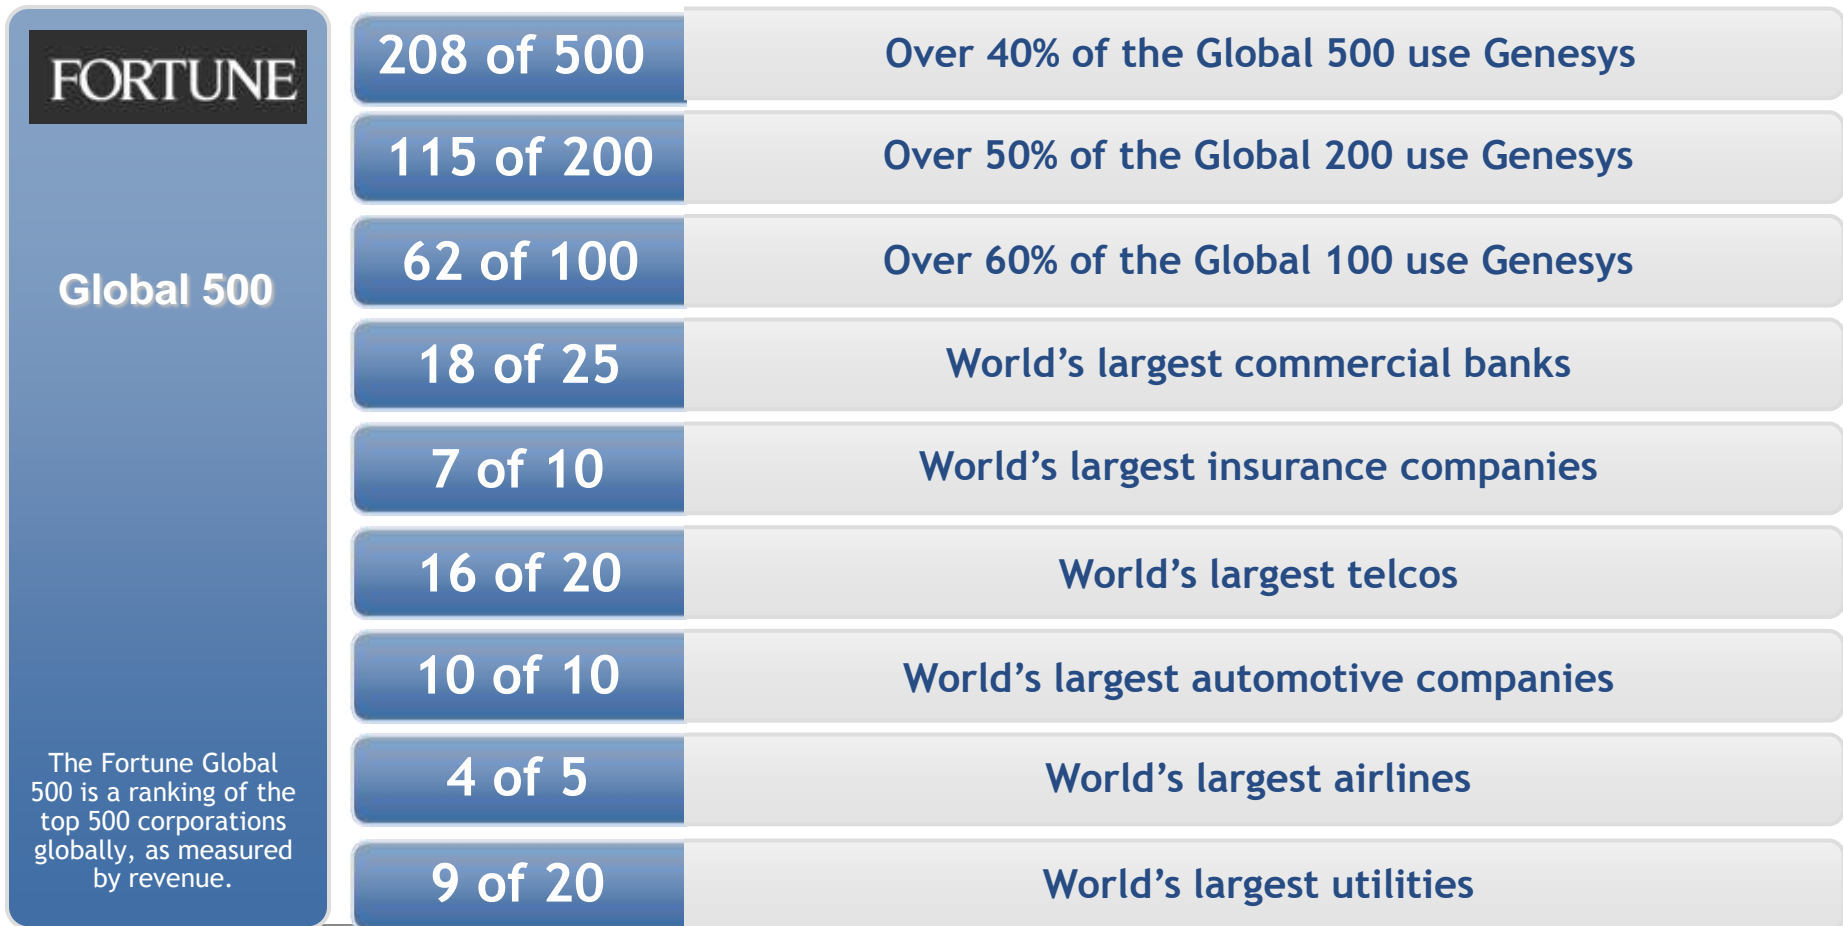 FORTUNE
Global 500
The Fortune Global
500 is a ranking of the
top 500 corporations
globally, as measured
by revenue.
208 of 500
Over 40% of the Global 500 use Genesys
115 of 200
Over 50% of the Global 200 use Genesys
62 of 100
Over 60% of the Global 100 use Genesys
18 of 25
World’s largest commercial banks
7 of 10
World’s largest insurance companies
16 of 20
World’s largest telcos
10 of 10
World’s largest automotive companies
4 of 5
World’s largest airlines
9 of 20
World’s largest utilities